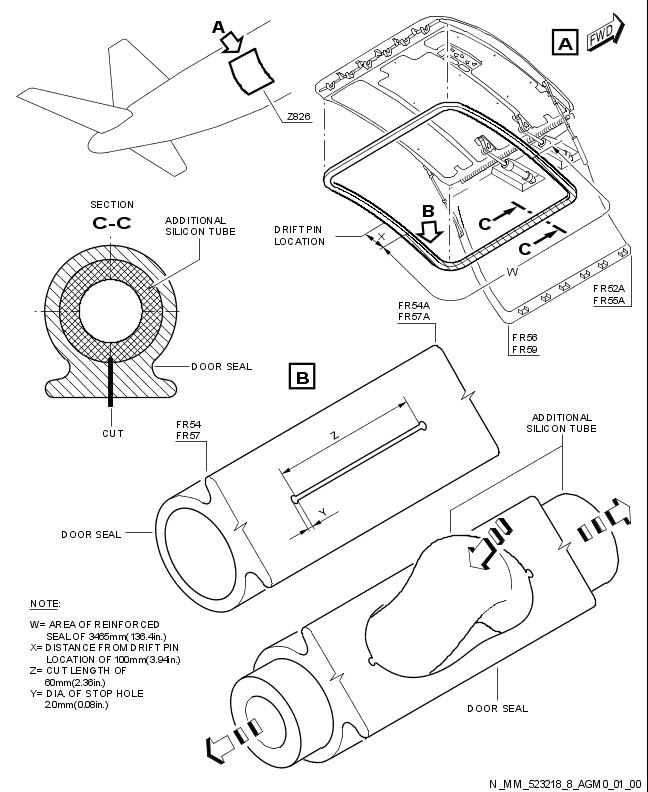 A
A
FWD
Z826
SECTION
C-C
ADDITIONAL
SILICON TUBE
B
C
C
DRIFT PIN
LOCATION
X
W
FR54A
FR57A
FR52A
FR55A
FR56
FR59
DOOR SEAL
CUT
B
FR54
FR57
Z
Y
ADDITIONAL
SILICON TUBE
DOOR SEAL
NOTE:
W= AREA OF REINFORCED
SEAL OF 3465mm(136.4in.)
X= DISTANCE FROM DRIFT PIN
LOCATION OF 100mm(3.94in.)
Z= CUT LENGTH OF
60mm(2.36in.)
Y= DIA. OF STOP HOLE
2.0mm(0.08in.)
DOOR SEAL
N_MM_523218_8_AGM0_01_00